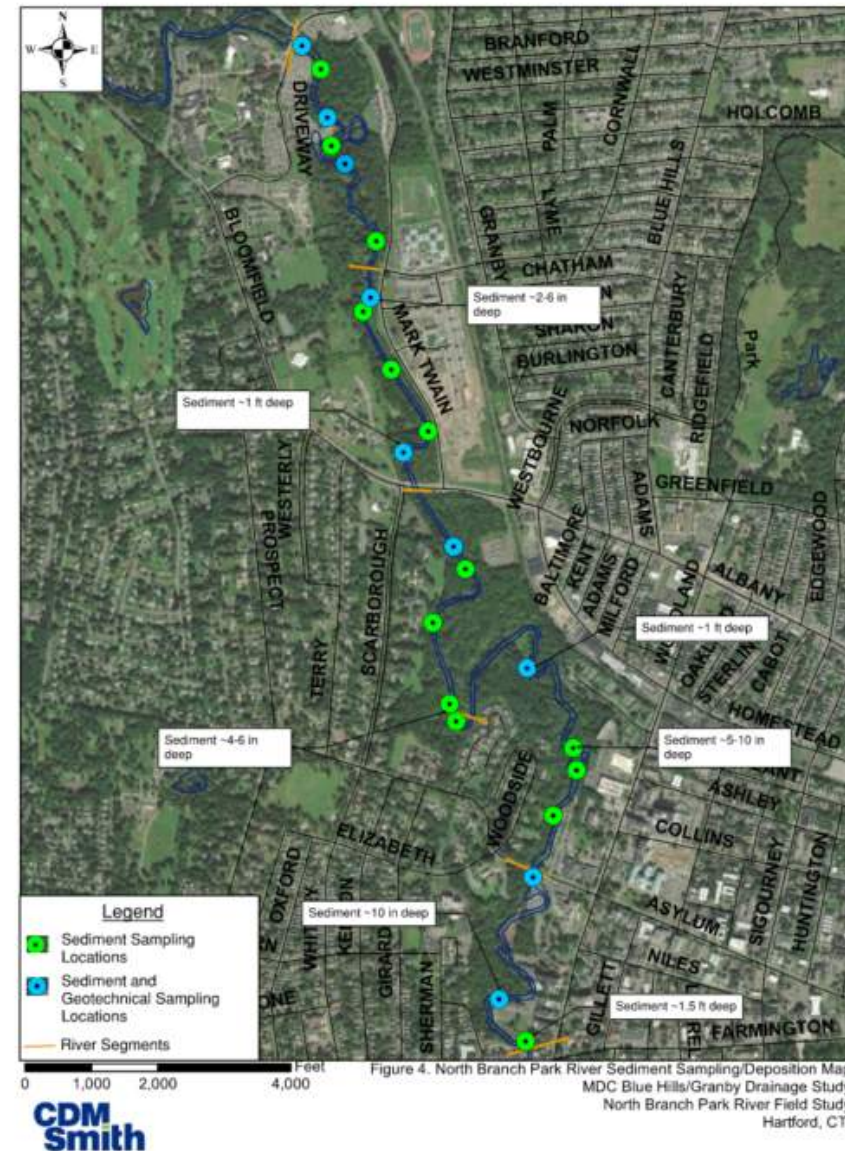 N
W E
S
BRANFORD
WESTMINSTER
CORNWALL
PALM
HOLCOMB
DRIVEWAY
LYME
BLUE HILLS
GRANBY
BLOOMFIELD
CHATHAM
Sediment ~2-6 in
deep
N
SHARON
BURLINGTON
CANTERBURY
RIDGEFIELD
Park
MARK TWAIN
Sediment ~1 ft deep
WESTBOURNE
NORFOLK
ADAMS
GREENFIELD
WESTERLY
PROSPECT
SCARBOROUGH
TERRY
BALTIMORE
KENT
ADAMS
MILFORD
ALBANY
EDGEWOOD
Sediment ~1 ft deep
STERLIN
CABOT
HOMESTEAD
Sediment ~4-6 in
deep
Sediment ~5-10 in
deep
ANT
ASHLEY
WOODSIDE
COLLINS
ELIZABETH
SIGOURNEY
HUNTINGTON
ASYLUM
OXFORD
GIRARD
SHERMAN
Sediment ~10 in deep
NILES
GILLETT
Sediment ~1.5 ft deep
REL
FARMINGTON
RN
ONE
Legend
Sediment Sampling
Locations
Sediment and
Geotechnical Sampling
Locations
River Segments
Feet
0 1,000 2,000 4,000
Figure 4. North Branch Park River Sediment Sampling/Deposition Map
MDC Blue Hills/Granby Drainage Study
North Branch Park River Field Study
Hartford, CT
CDM
Smith